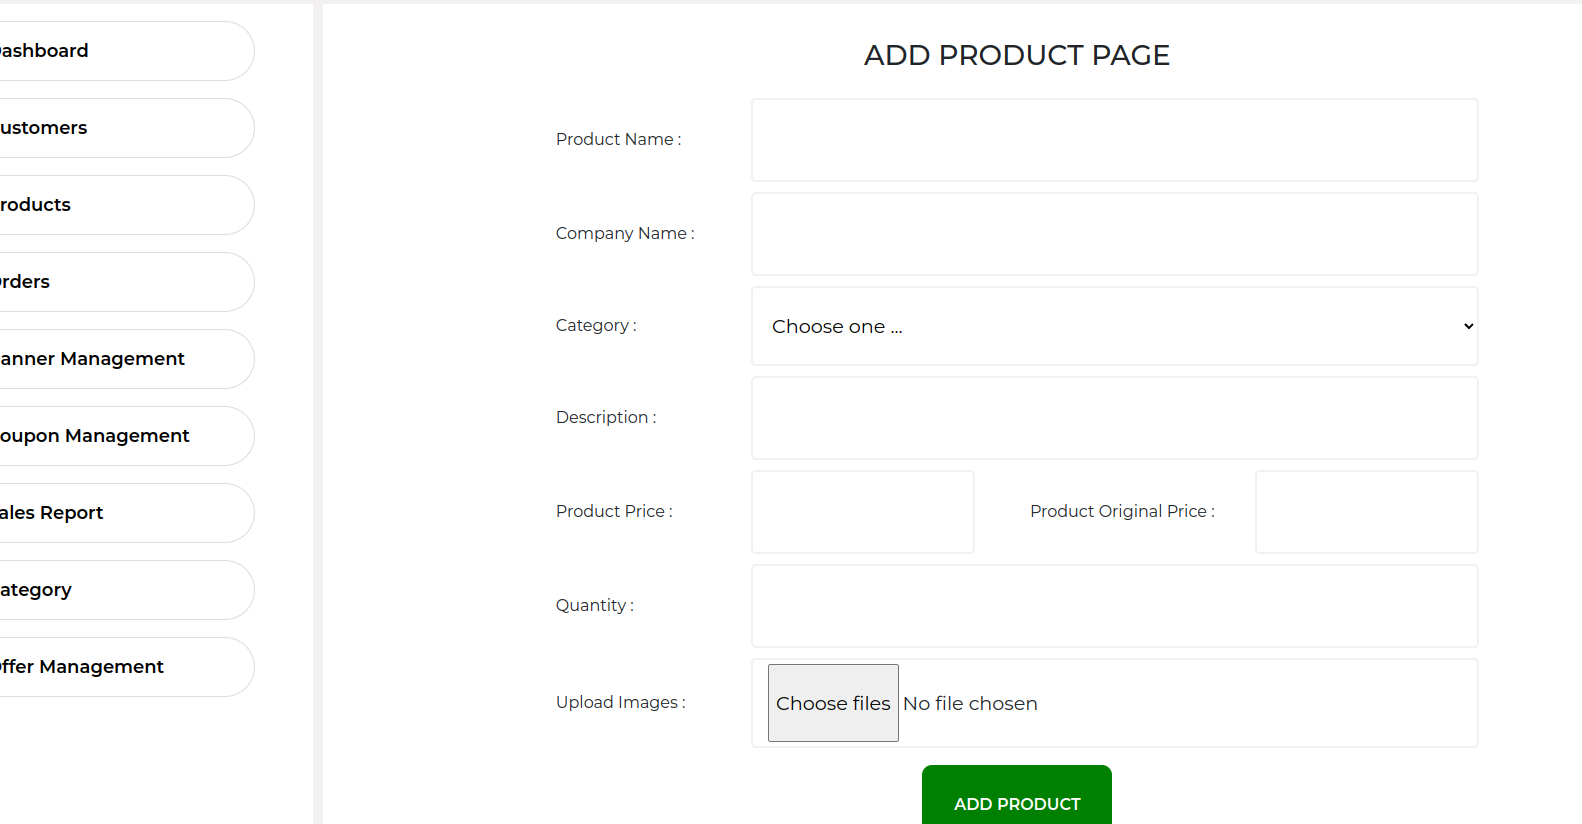 ashboard
ustomers
roducts
rders
anner Management
oupon Management
ales Report
ategory
ffer Management
ADD PRODUCT PAGE
Product Name :
Company Name :
Category :
Choose one ...
Description :
Product Price :
Product Original Price :
Quantity :
Upload Images :
Choose files No file chosen
ADD PRODUCT